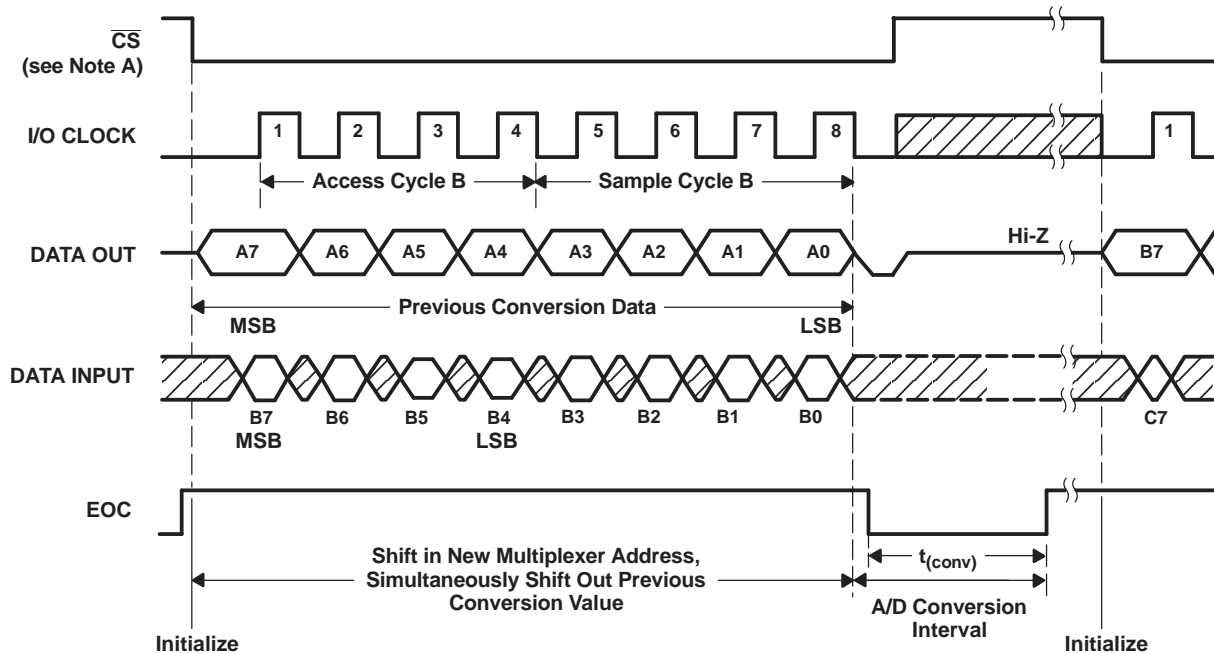 CS
(see Note A)
I/O CLOCK
1 2 3 4 5 6 7 8 1
Access Cycle B Sample Cycle B
DATA OUT
A7 A6 A5 A4 A3 A2 A1 A0 Hi-Z B7
Previous Conversion Data
MSB LSB
DATA INPUT
B7 B6 B5 B4 B3 B2 B1 B0 C7
MSB LSB
EOC
Shift in New Multiplexer Address,
Simultaneously Shift Out Previous
Conversion Value
t(conv)
A/D Conversion
Interval
Initialize Initialize